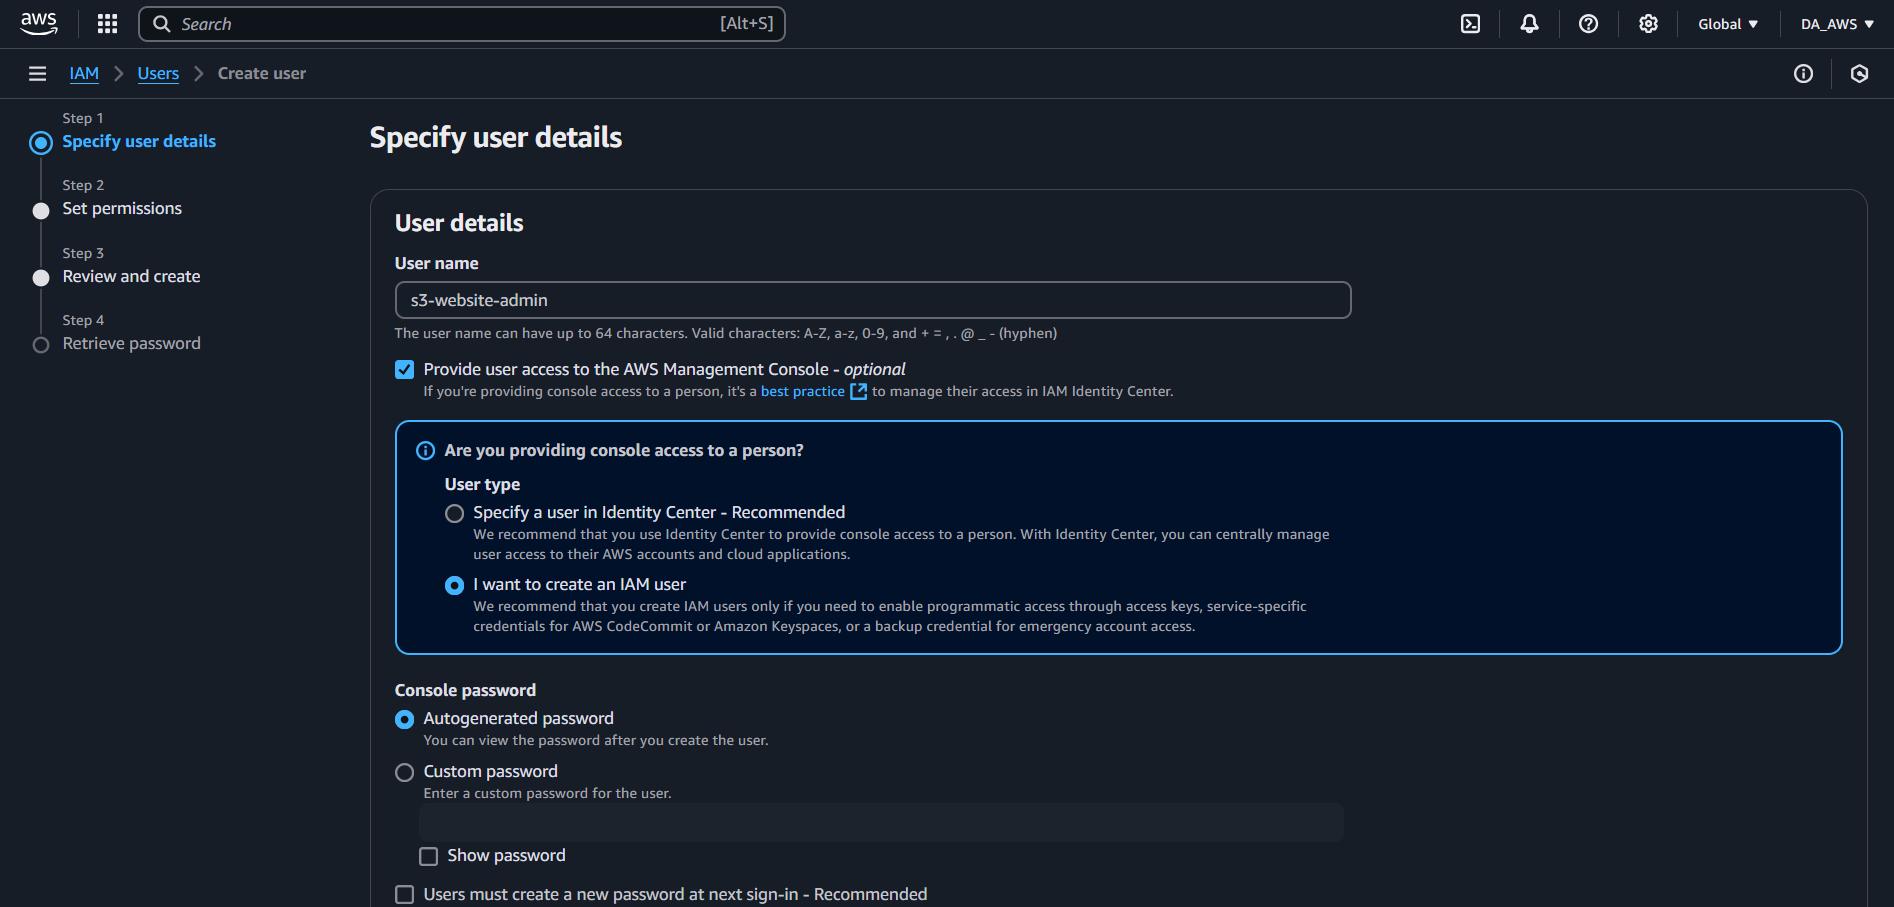 aws
Search [Alt+S]
Global
DA_AWS
IAM
Users
Create user
Step 1
Specify user details
Step 2
Set permissions
Step 3
Review and create
Step 4
Retrieve password
Specify user details
User details
User name
s3-website-admin
The user name can have up to 64 characters. Valid characters: A-Z, a-z, 0-9, and + = , . @ _ - (hyphen)
Provide user access to the AWS Management Console - optional
If you're providing console access to a person, it's a best practice to manage their access in IAM Identity Center.
Are you providing console access to a person?
User type
Specify a user in Identity Center - Recommended
We recommend that you use Identity Center to provide console access to a person. With Identity Center, you can centrally manage
user access to their AWS accounts and cloud applications.
I want to create an IAM user
We recommend that you create IAM users only if you need to enable programmatic access through access keys, service-specific
credentials for AWS CodeCommit or Amazon Keyspaces, or a backup credential for emergency account access.
Console password
Autogenerated password
You can view the password after you create the user.
Custom password
Enter a custom password for the user.
Show password
Users must create a new password at next sign-in - Recommended